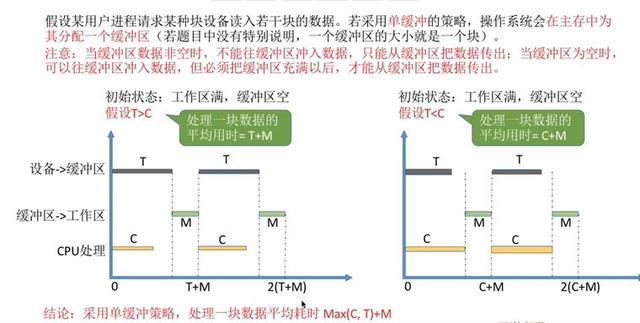 假设某用户进程请求某种块设备读入若干块的数据。若采用单缓冲的策略，操作系统会在主存中为
其分配一个缓冲区（若题目中没有特别说明，一个缓冲区的大小就是一个块）。
注意：当缓冲区数据非空时，不能往缓冲区冲入数据，只能从缓冲区把数据传出；当缓冲区为空时，
可以往缓冲区冲入数据，但必须把缓冲区充满以后，才能从缓冲区把数据传出。
初始状态：工作区满，缓冲区空
假设T>C
处理一块数据的
平均用时= T+M
设备->缓冲区
T
T
缓冲区->工作区
M
M
CPU处理
C
C
0
T+M
2(T+M)
初始状态：工作区满，缓冲区空
假设T<C
处理一块数据的
平均用时= C+M
T
T
M
M
C
C
0
C+M
2(C+M)
结论：采用单缓冲策略，处理一块数据平均耗时 Max(C, T)+M